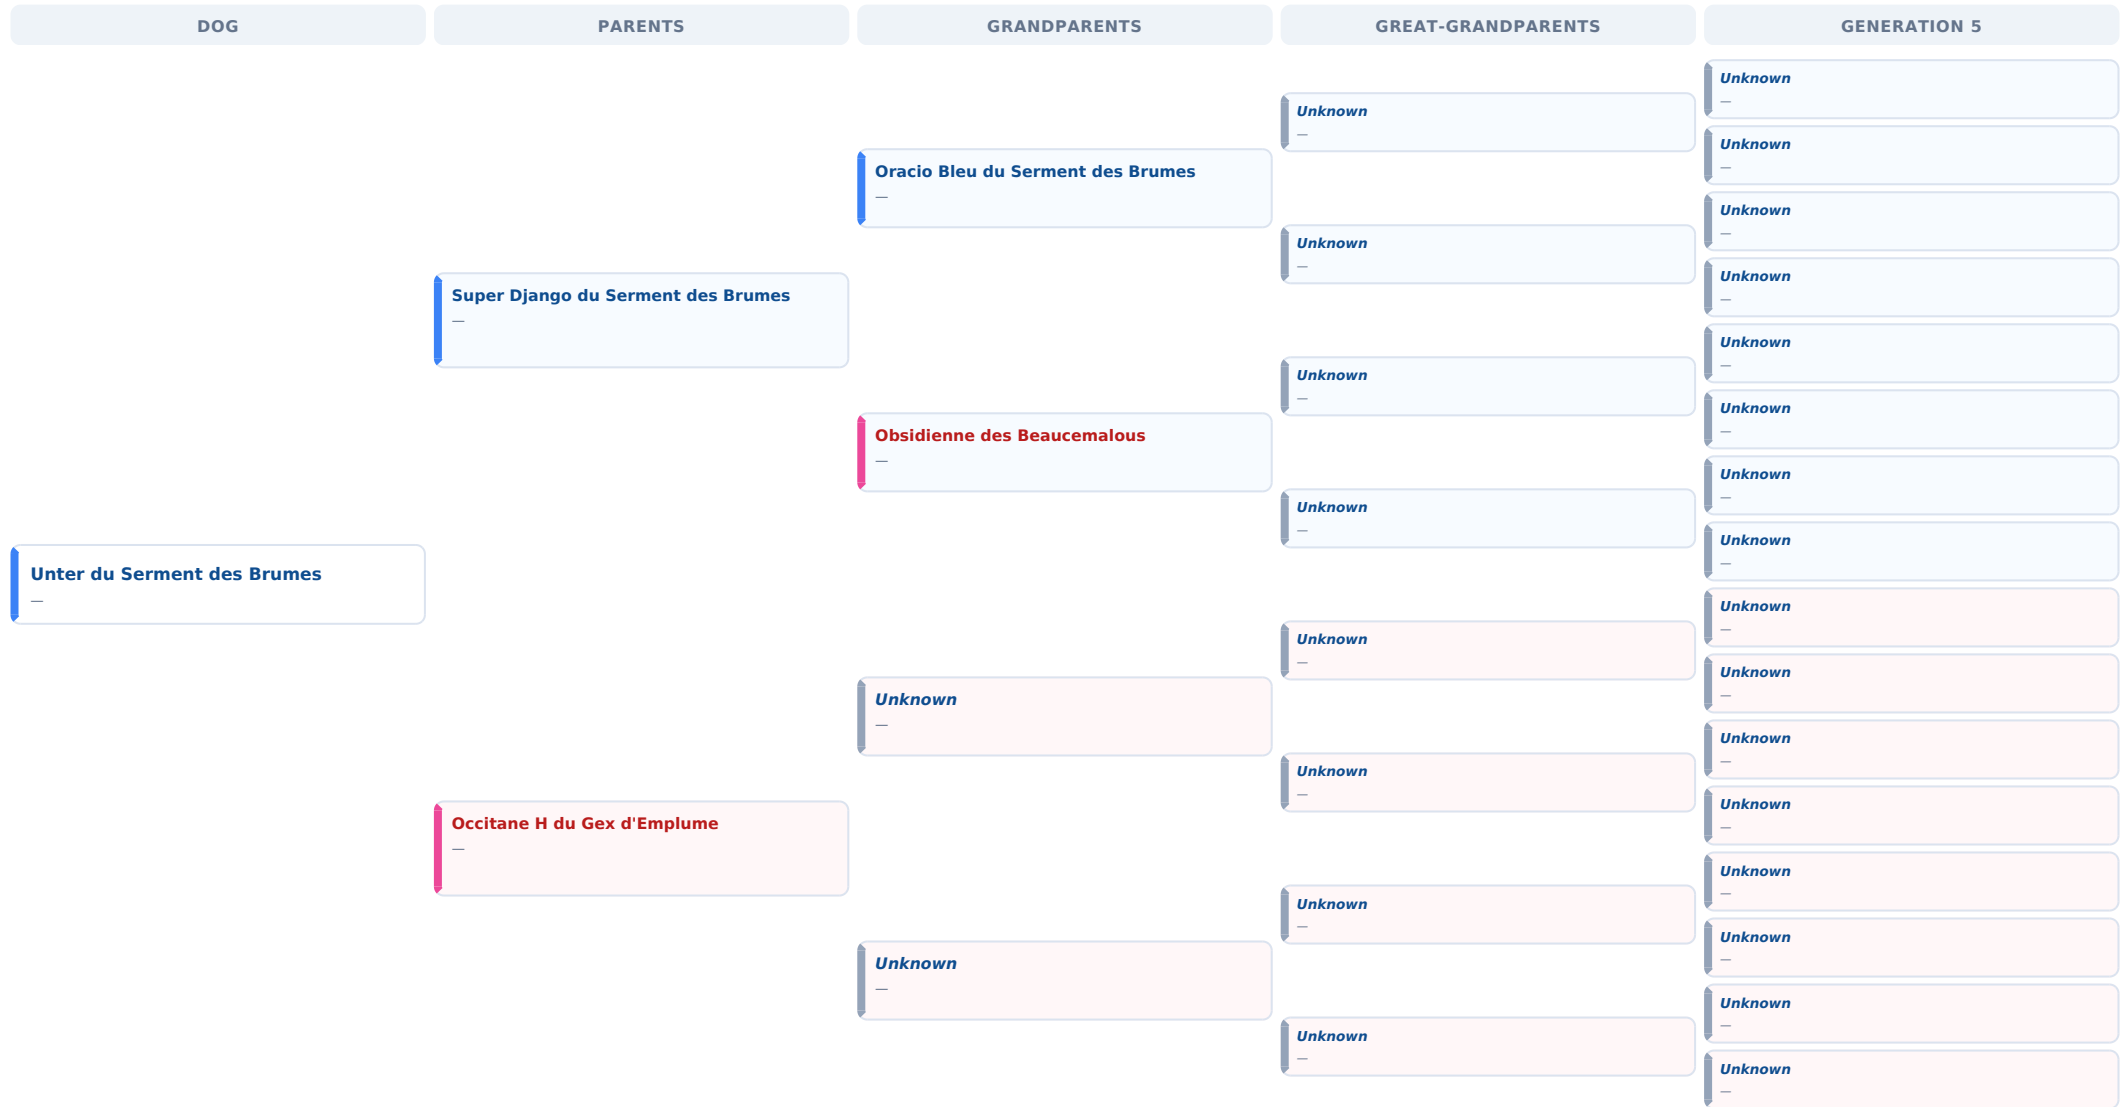 DOG
PARENTS
GRANDPARENTS
GREAT-GRANDPARENTS
GENERATION 5
Unter du Serment des Brumes
—
Super Django du Serment des Brumes
—
Occitane H du Gex d'Emplume
—
Oracio Bleu du Serment des Brumes
—
Obsidienne des Beaucemalous
—
Unknown
—
Unknown
—
Unknown
—
Unknown
—
Unknown
—
Unknown
—
Unknown
—
Unknown
—
Unknown
—
Unknown
—
Unknown
—
Unknown
—
Unknown
—
Unknown
—
Unknown
—
Unknown
—
Unknown
—
Unknown
—
Unknown
—
Unknown
—
Unknown
—
Unknown
—
Unknown
—
Unknown
—
Unknown
—
Unknown
—